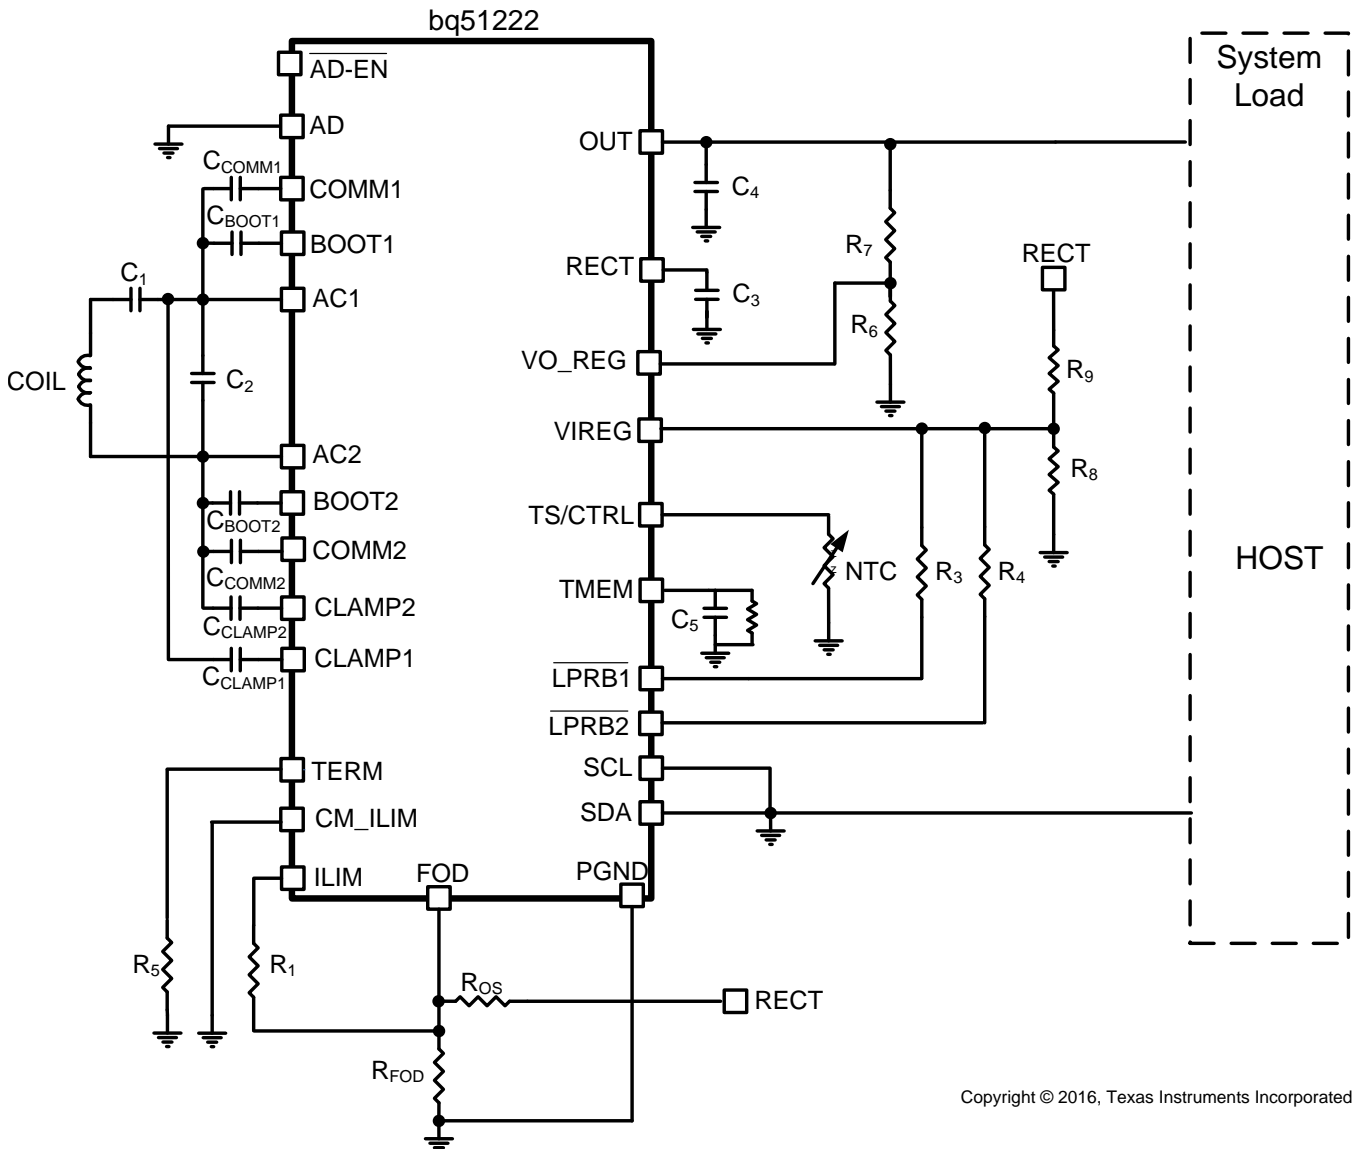 bq51222
AD-EN
AD
COMM1
BOOT1
AC1
AC2
BOOT2
COMM2
CLAMP2
CLAMP1
TERM
CM_ILIM
ILIM
FOD
PGND
OUT
RECT
VO_REG
VIREG
TS/CTRL
TMEM
LPRB1
LPRB2
SCL
SDA
CCOMM1
CBOOT1
C1
COIL
C2
CBOOT2
CCOMM2
CCLAMP2
CCLAMP1
R5
R1
ROS
RECT
RFOD
C4
C3
R7
R6
RECT
R9
R8
NTC
R3
R4
C5
System
Load
HOST
Copyright © 2016, Texas Instruments Incorporated